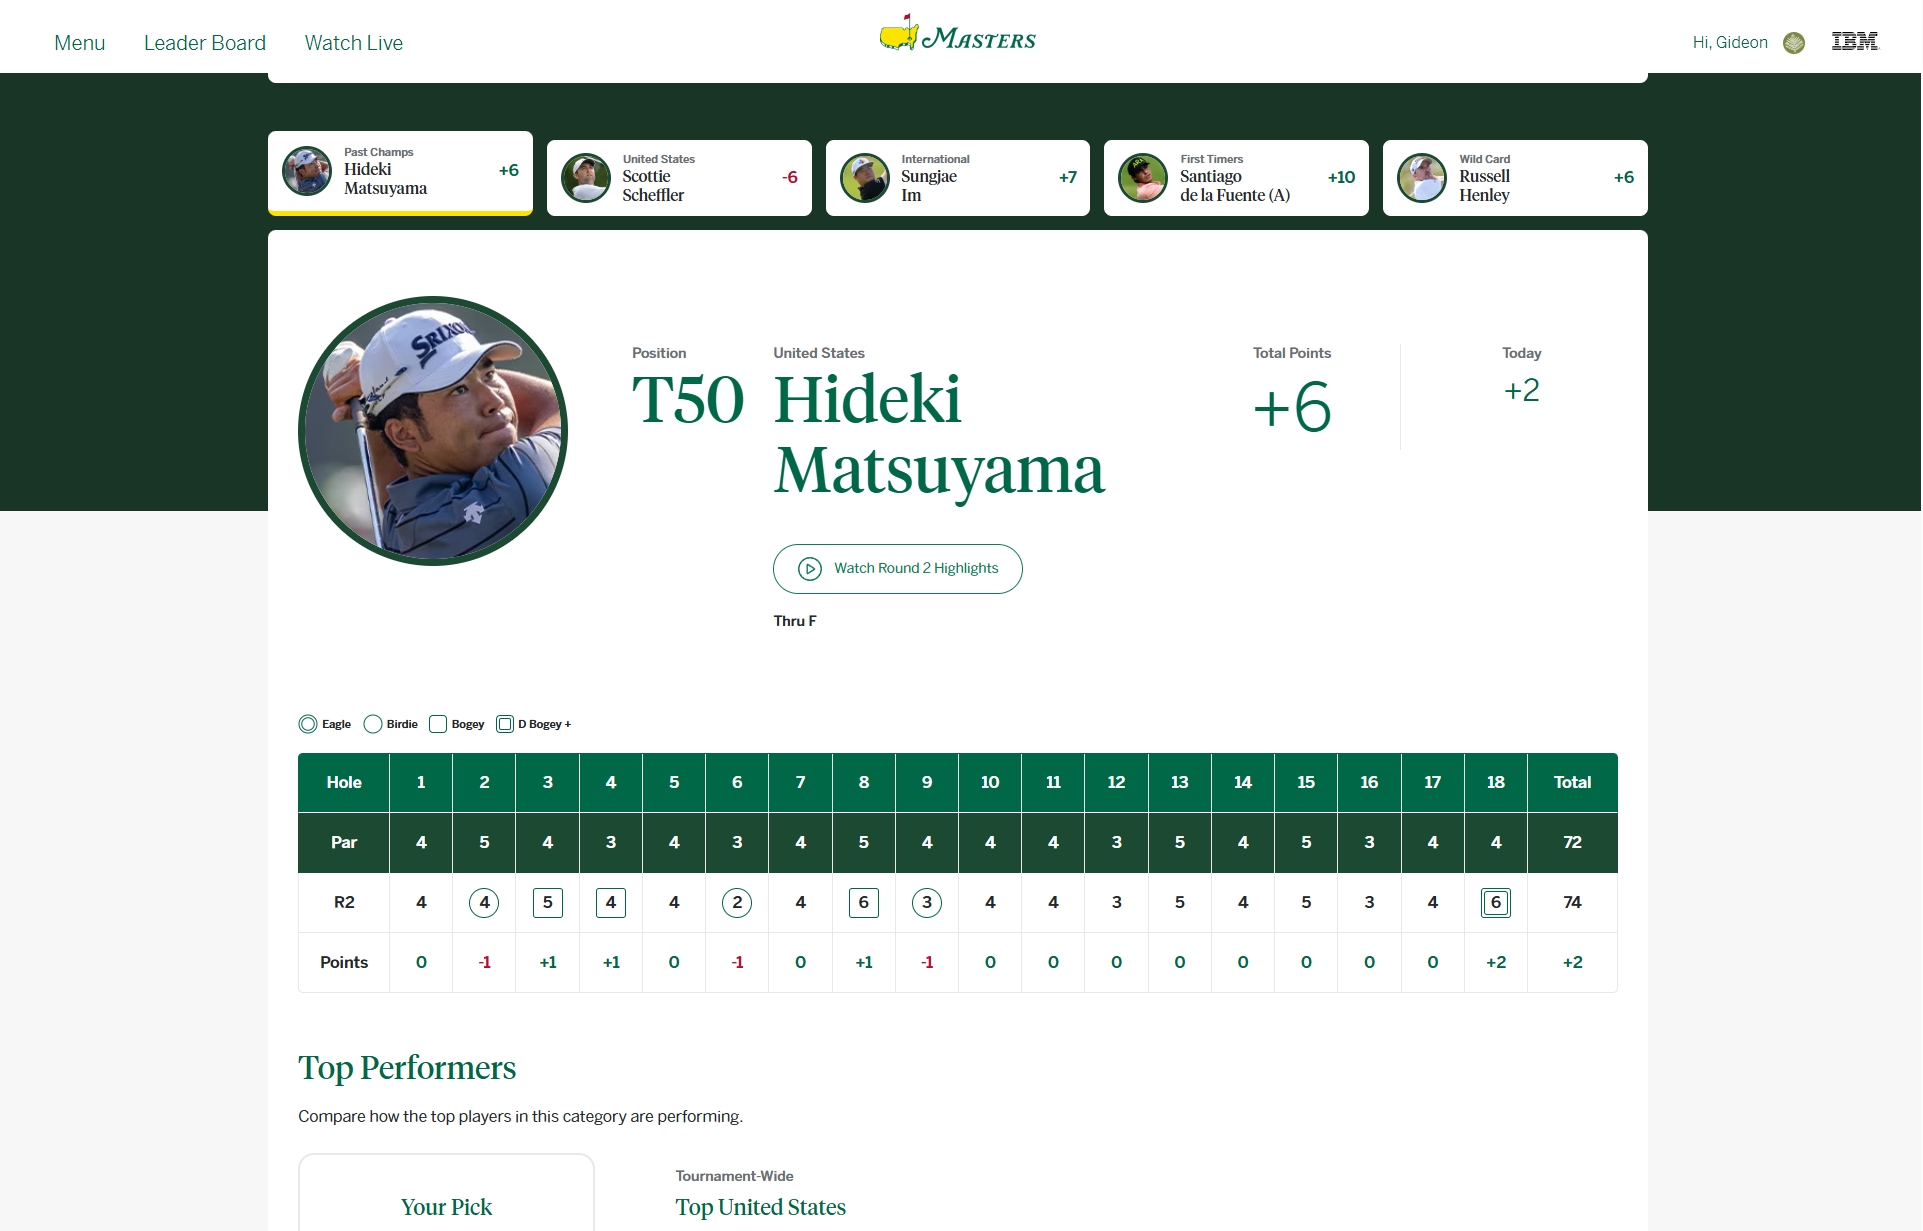 Menu Leader Board Watch Live MASTERS Hi, Gideon IBM
Past Champs
Hideki
Matsuyama
+6
United States
Scottie
Scheffler
-6
International
Sungjae
Im
+7
First Timers
Santiago
de la Fuente (A)
+10
Wild Card
Russell
Henley
+6
SRIXON
Position
T50
United States
Hideki
Matsuyama
Total Points
+6
Today
+2
Watch Round 2 Highlights
Thru F
Eagle Birdie Bogey D Bogey +
Hole 1 2 3 4 5 6 7 8 9 10 11 12 13 14 15 16 17 18 Total
Par 4 5 4 3 4 3 4 5 4 4 4 3 5 4 5 3 4 4 72
R2 4 4 5 4 4 2 4 6 3 4 4 3 5 4 5 3 4 6 74
Points 0 -1 +1 +1 0 -1 0 +1 -1 0 0 0 0 0 0 0 0 +2 +2
Top Performers
Compare how the top players in this category are performing.
Your Pick
Tournament-Wide
Top United States